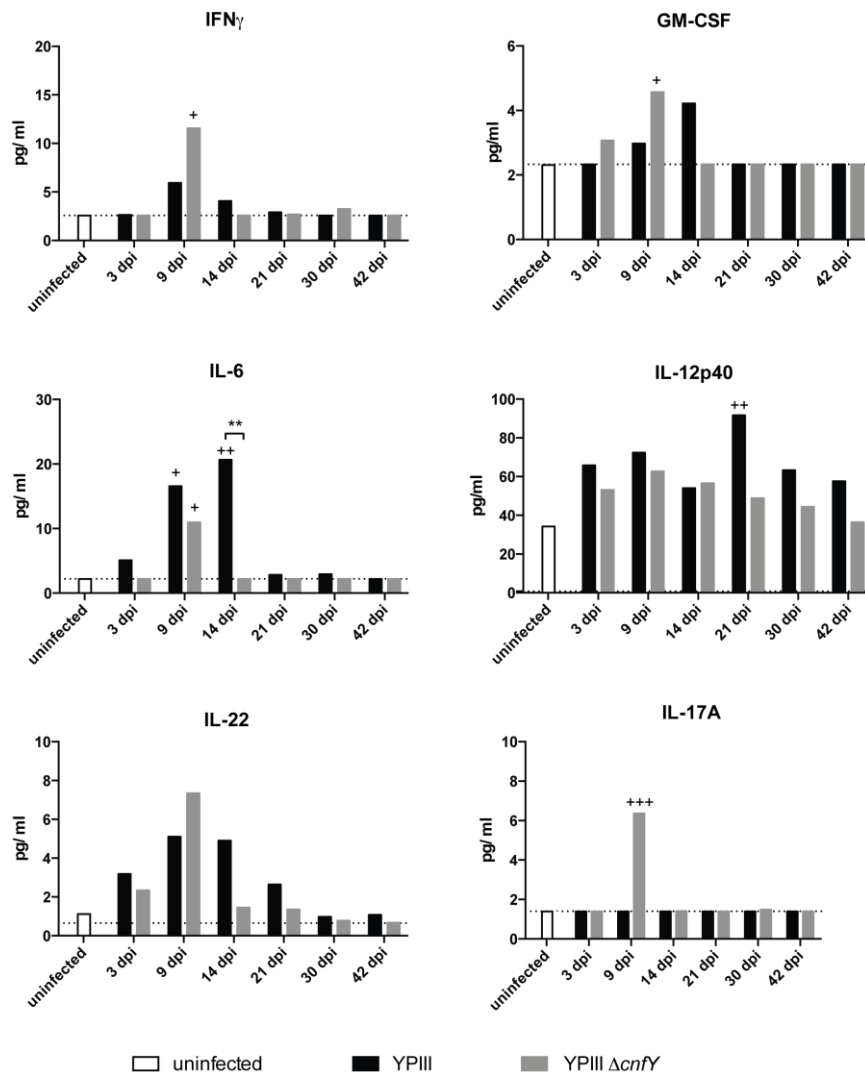 IFNγ
20
15
10
5
0
pg/ ml
+
uninfected
3 dpi
9 dpi
14 dpi
21 dpi
30 dpi
42 dpi
GM-CSF
6
4
2
0
pg/ ml
+
uninfected
3 dpi
9 dpi
14 dpi
21 dpi
30 dpi
42 dpi
IL-6
30
20
10
0
pg/ ml
+
+
++
**
uninfected
3 dpi
9 dpi
14 dpi
21 dpi
30 dpi
42 dpi
IL-12p40
100
80
60
40
20
0
pg/ml
++
uninfected
3 dpi
9 dpi
14 dpi
21 dpi
30 dpi
42 dpi
IL-22
10
8
6
4
2
0
pg/ ml
uninfected
3 dpi
9 dpi
14 dpi
21 dpi
30 dpi
42 dpi
IL-17A
10
8
6
4
2
0
pg/ ml
+++
uninfected
3 dpi
9 dpi
14 dpi
21 dpi
30 dpi
42 dpi
uninfected
YPIII
YPIII ΔcnfY